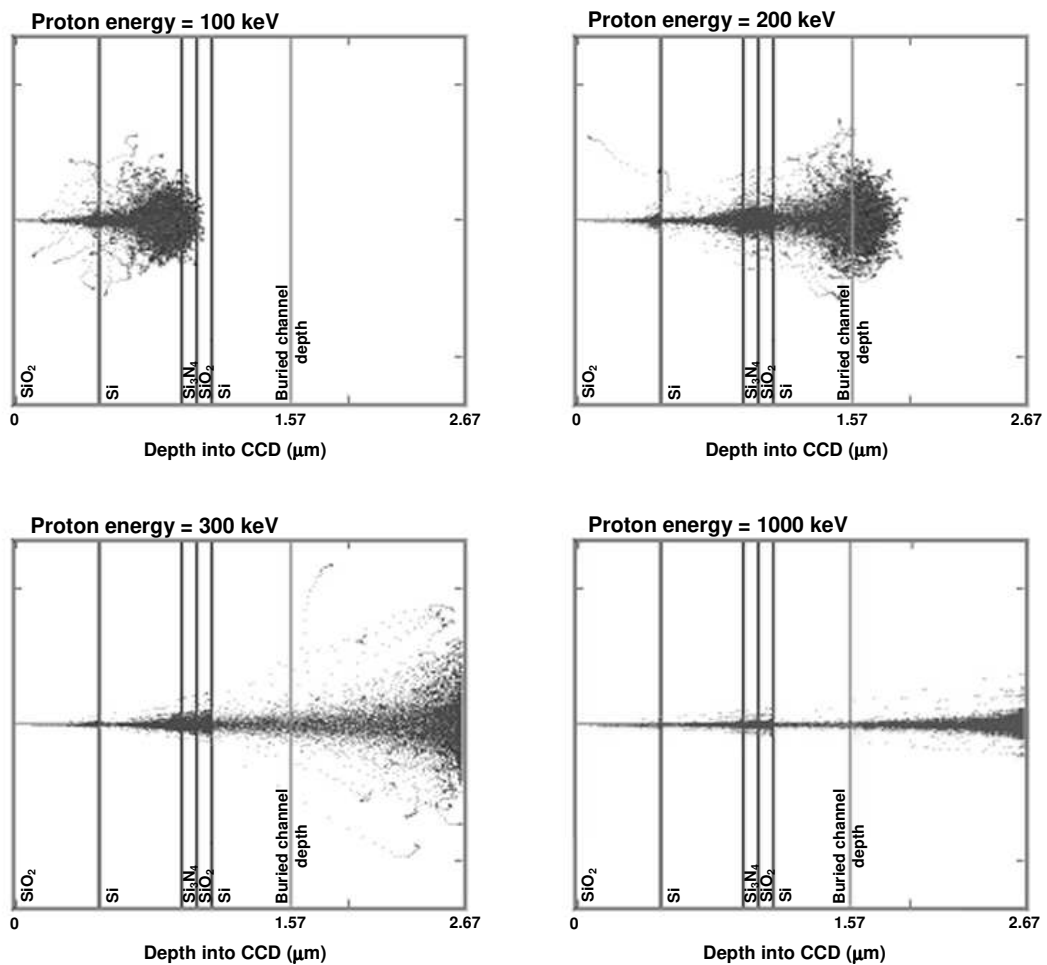 Proton energy = 100 keV
SiO₂
Si
Si₃N₄
SiO₂
Si
Buried channel
depth
0
1.57
2.67
Depth into CCD (μm)
Proton energy = 200 keV
SiO₂
Si
Si₃N₄
SiO₂
Si
Buried channel
depth
0
1.57
2.67
Depth into CCD (μm)
Proton energy = 300 keV
SiO₂
Si
Si₃N₄
SiO₂
Si
Buried channel
depth
0
1.57
2.67
Depth into CCD (μm)
Proton energy = 1000 keV
SiO₂
Si
Si₃N₄
SiO₂
Si
Buried channel
depth
0
1.57
2.67
Depth into CCD (μm)